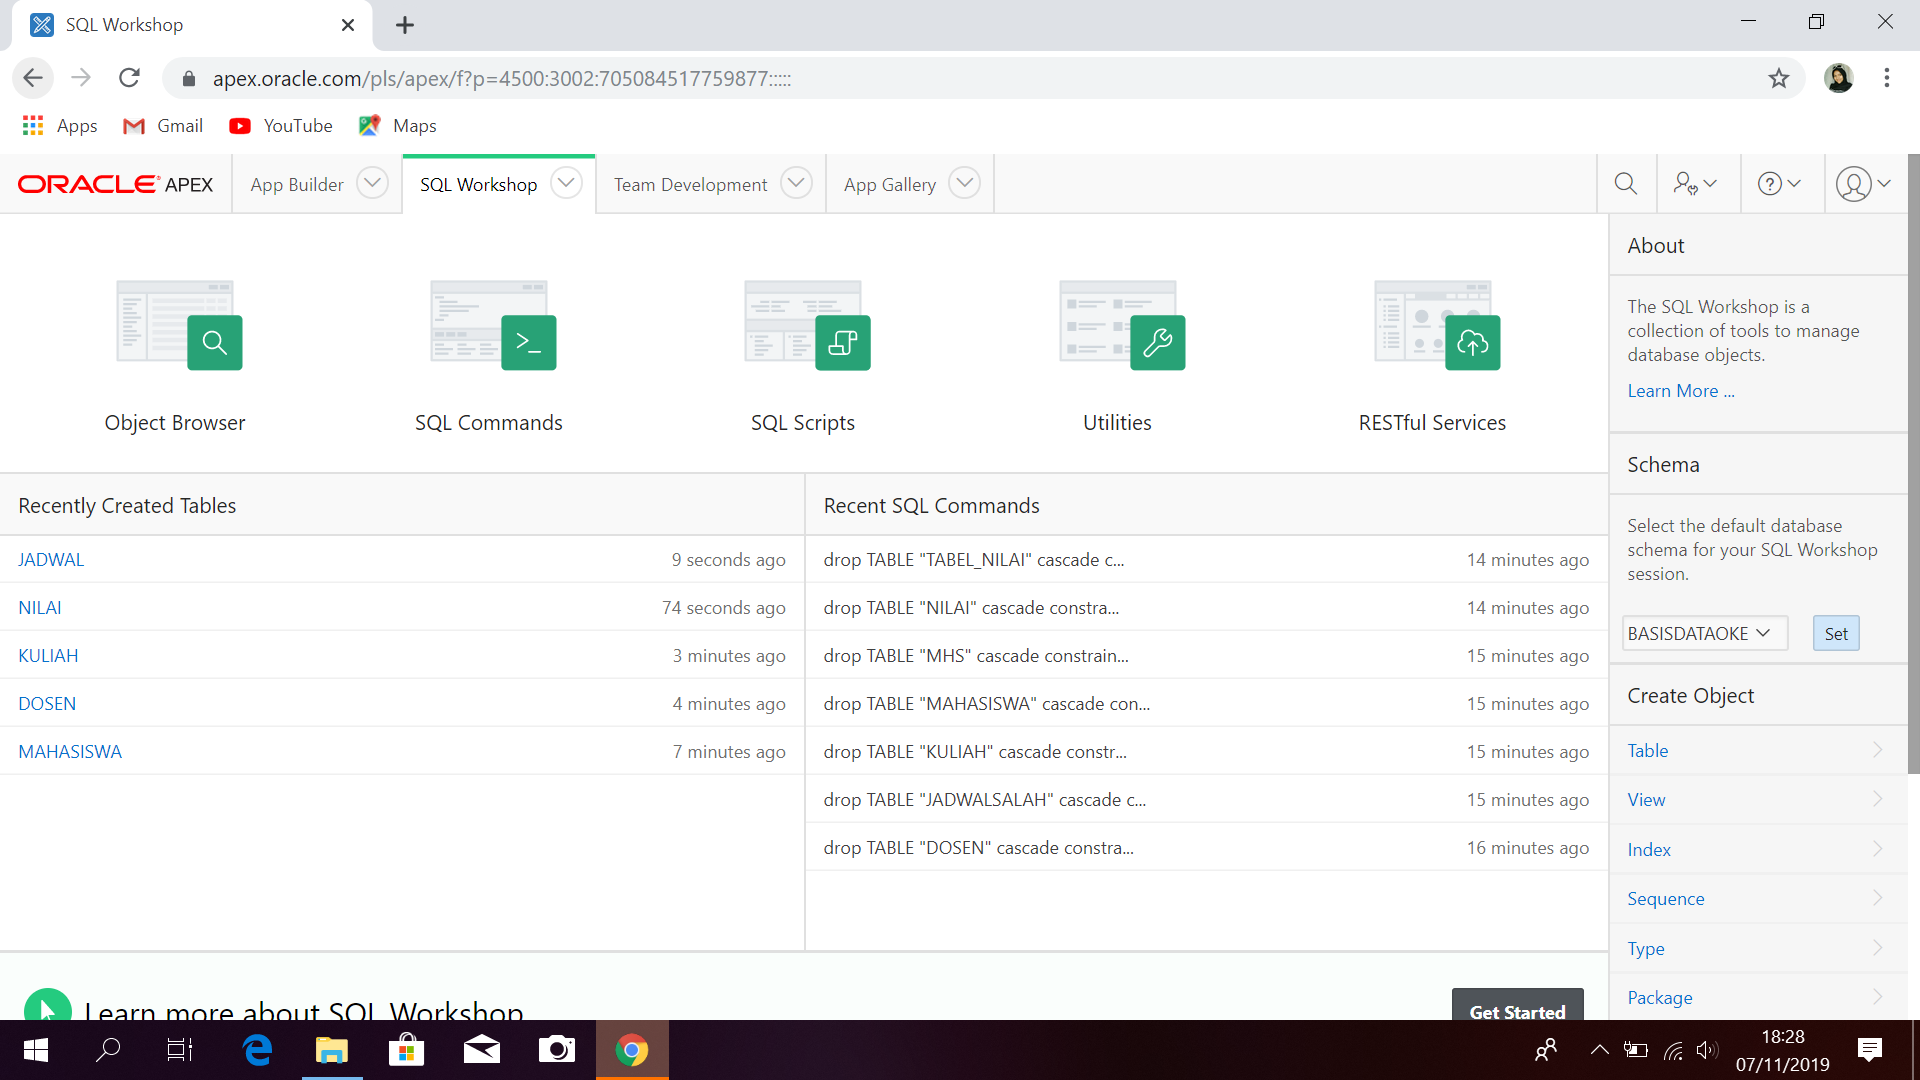 SQL Workshop
apex.oracle.com/pls/apex/f?p=4500:3002:705084517759877:::::
Apps
Gmail
YouTube
Maps
ORACLE APEX
App Builder
SQL Workshop
Team Development
App Gallery
Object Browser
SQL Commands
SQL Scripts
Utilities
RESTful Services
Recently Created Tables
JADWAL 9 seconds ago
NILAI 74 seconds ago
KULIAH 3 minutes ago
DOSEN 4 minutes ago
MAHASISWA 7 minutes ago
Recent SQL Commands
drop TABLE "TABEL_NILAI" cascade c... 14 minutes ago
drop TABLE "NILAI" cascade constra... 14 minutes ago
drop TABLE "MHS" cascade constrain... 15 minutes ago
drop TABLE "MAHASISWA" cascade con... 15 minutes ago
drop TABLE "KULIAH" cascade constr... 15 minutes ago
drop TABLE "JADWALSALAH" cascade c... 15 minutes ago
drop TABLE "DOSEN" cascade constra... 16 minutes ago
Learn more about SQL Workshop
Get Started
About
The SQL Workshop is a
collection of tools to manage
database objects.
Learn More ...
Schema
Select the default database
schema for your SQL Workshop
session.
BASISDATAOKE
Set
Create Object
Table
View
Index
Sequence
Type
Package
18:28
07/11/2019